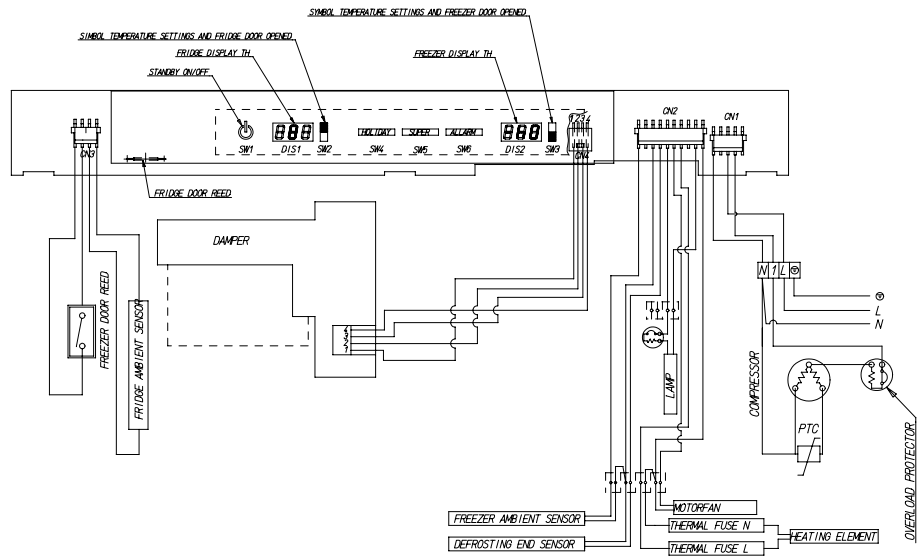 SYMBOL TEMPERATURE SETTINGS AND FREEZER DOOR OPENED
SIMBOL TEMPERATURE SETTINGS AND FRIDGE DOOR OPENED
FRIDGE DISPLAY TH
FREEZER DISPLAY TH
STANDBY ON/OFF
CN3
SW1
888
DIS1
SW2
HOLIDAY
SW4
SUPER
SW5
ALLARM
SW6
888
DIS2
SW3
1234
CN4
CN2
CN1
FRIDGE DOOR REED
DAMPER
4
3
2
1
FREEZER DOOR REED
FRIDGE AMBIENT SENSOR
N 1 L
L
N
LAMP
COMPRESSOR
PTC
OVERLOAD PROTECTOR
MOTORFAN
FREEZER AMBIENT SENSOR
THERMAL FUSE N
HEATING ELEMENT
DEFROSTING END SENSOR
THERMAL FUSE L